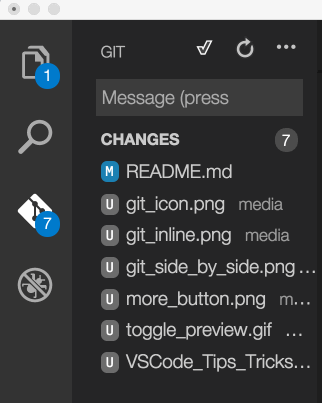 GIT
1
Message (press
CHANGES 7
M README.md
U git_icon.png media
7
U git_inline.png media
U git_side_by_side.png ...
U more_button.png m...
U toggle_preview.gif ...
U VSCode_Tips_Tricks...